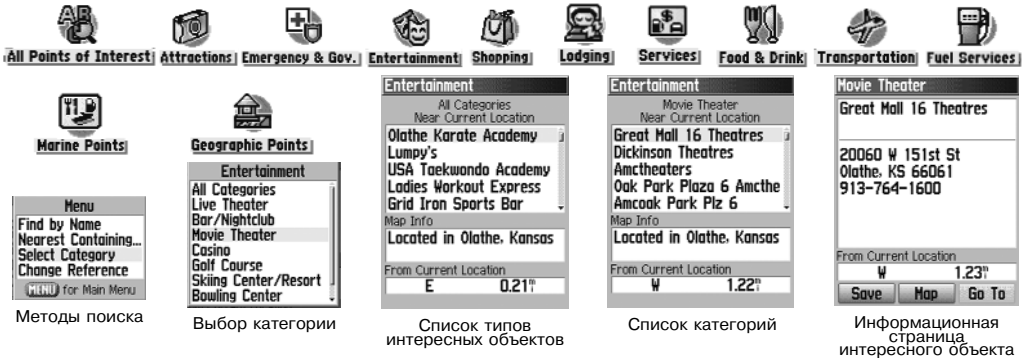 All Points of Interest
Attractions
Emergency & Gov.
Entertainment
Shopping
Lodging
Services
Food & Drink
Transportation
Fuel Services
Marine Points
Geographic Points
Menu
Find by Name
Nearest Containing...
Select Category
Change Reference
MENU for Main Menu
Методы поиска
Entertainment
All Categories
Live Theater
Bar/Nightclub
Movie Theater
Casino
Golf Course
Skiing Center/Resort
Bowling Center
Выбор категории
Entertainment
All Categories
Near Current Location
Olathe Karate Academy
Lumpy's
USA Taekwondo Academy
Ladies Workout Express
Grid Iron Sports Bar
Map Info
Located in Olathe, Kansas
From Current Location
E 0.21m
Список типов
интересных объектов
Entertainment
Movie Theater
Near Current Location
Great Mall 16 Theatres
Dickinson Theatres
Amctheaters
Oak Park Plaza 6 Amcthe
Amcoak Park Plz 6
Map Info
Located in Olathe, Kansas
From Current Location
W 1.22m
Список категорий
Movie Theater
Great Mall 16 Theatres
20060 W 151st St
Olathe, KS 66061
913-764-1600
From Current Location
W 1.23m
Save Map Go To
Информационная
страница
интересного объекта